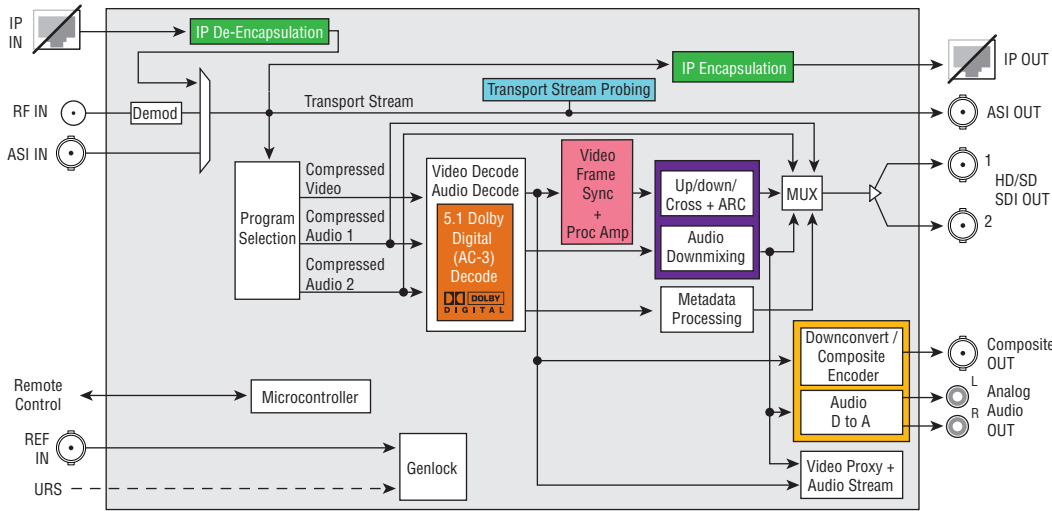 IP
IN
IP De-Encapsulation
IP Encapsulation
IP OUT
Transport Stream Probing
RF IN
Demod
Transport Stream
ASI OUT
ASI IN
Program
Selection
Compressed
Video
Compressed
Audio 1
Compressed
Audio 2
Video Decode
Audio Decode
5.1 Dolby
Digital
(AC-3)
Decode
DOLBY
DIGITAL
Video
Frame
Sync
+
Proc Amp
Up/down/
Cross + ARC
Audio
Downmixing
Metadata
Processing
MUX
1
HD/SD
SDI OUT
2
Downconvert /
Composite
Encoder
Composite
OUT
Audio
D to A
L
R
Analog
Audio
OUT
Video Proxy +
Audio Stream
Remote
Control
Microcontroller
REF
IN
Genlock
URS